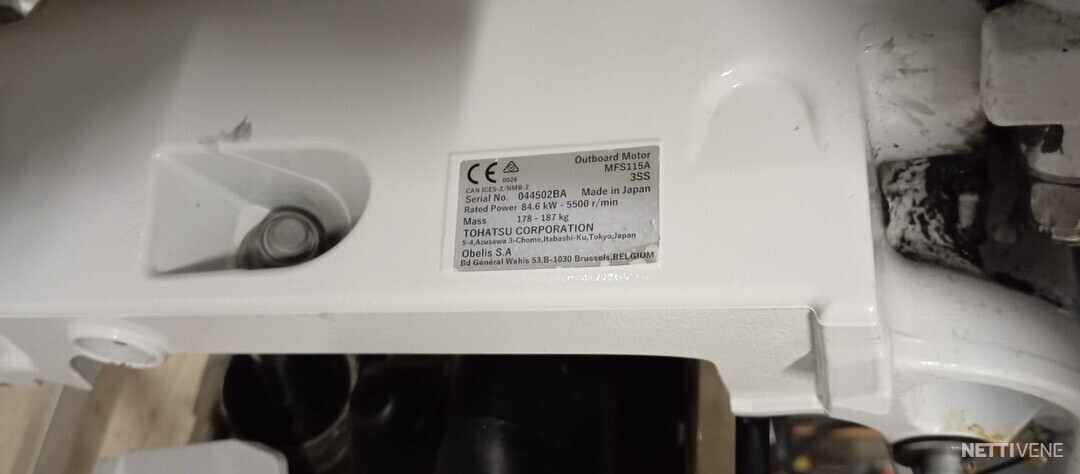 CE 0026
Outboard Motor
MFS115A
3SS
CAN ICES-2/NMB-2
Serial No. 044502BA Made in Japan
Rated Power 84.6 kW - 5500 r/min
Mass 178 - 187 kg
TOHATSU CORPORATION
5-4,Azusawa 3-Chome,Itabashi-Ku,Tokyo,Japan
Obelis S.A
Bd Général Wahis 53,B-1030 Brussels,BELGIUM
NETTIVENE